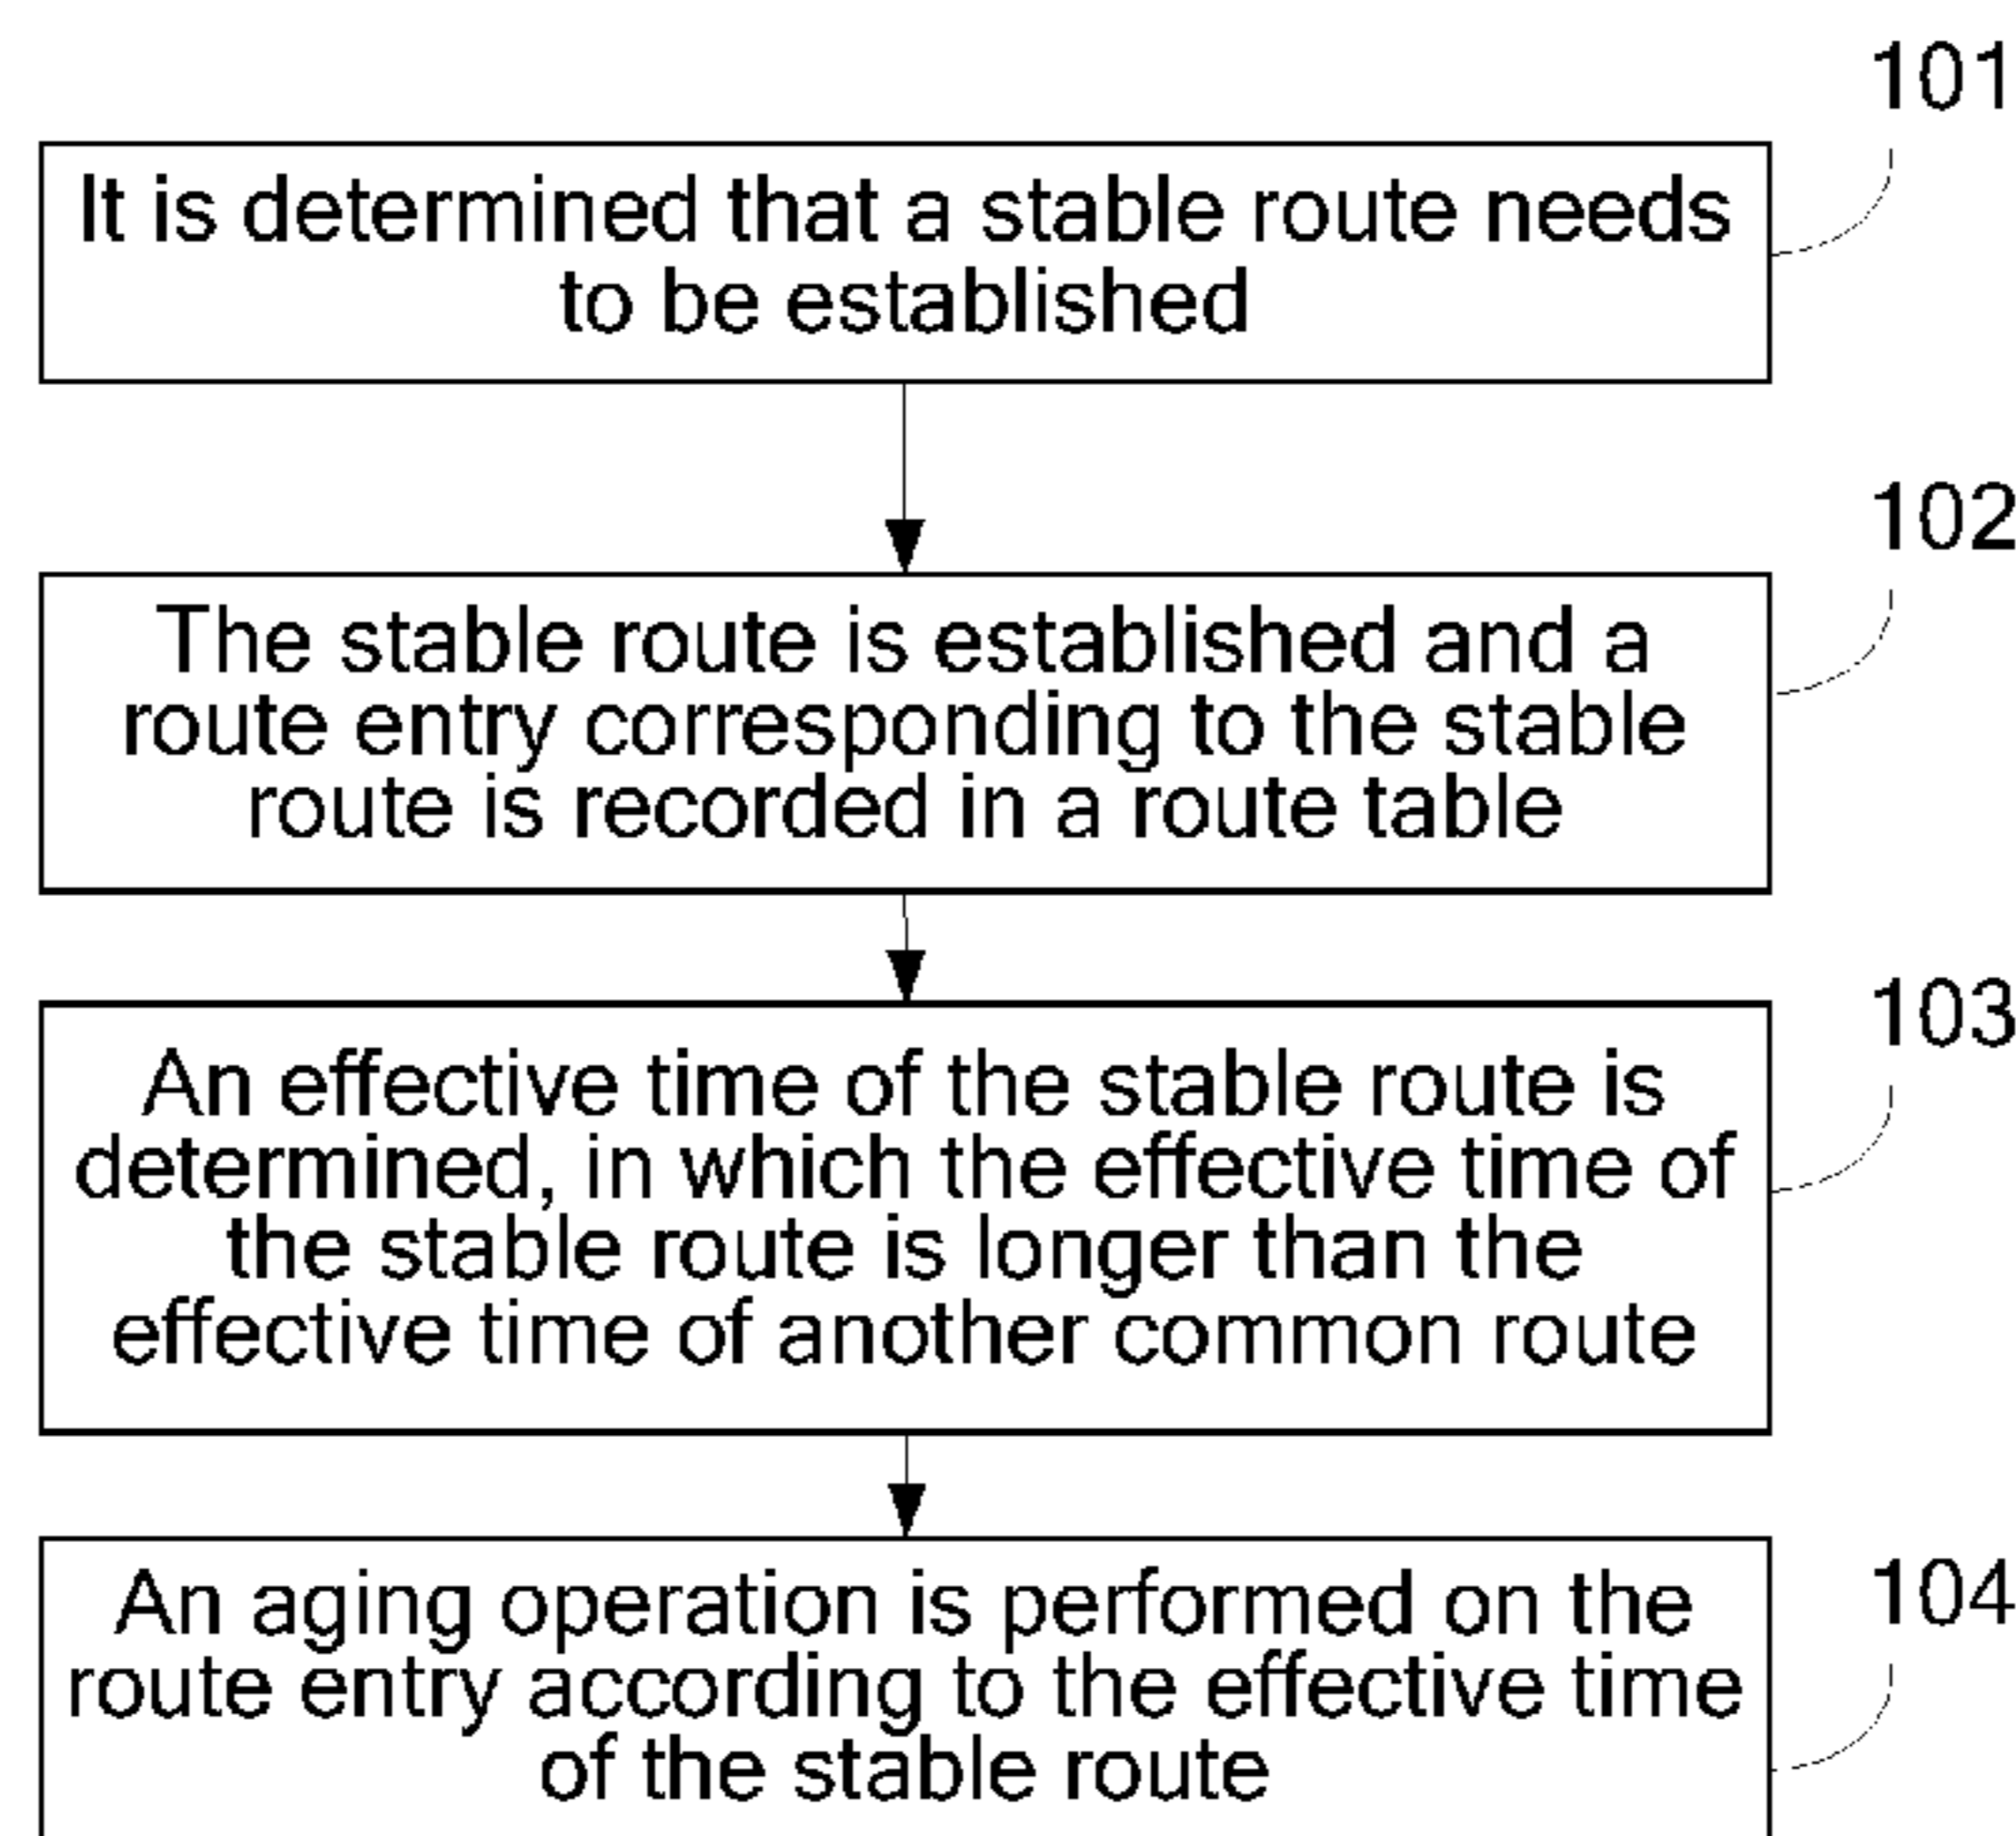 101
It is determined that a stable route needs
to be established
102
The stable route is established and a
route entry corresponding to the stable
route is recorded in a route table
103
An effective time of the stable route is
determined, in which the effective time of
the stable route is longer than the
effective time of another common route
104
An aging operation is performed on the
route entry according to the effective time
of the stable route